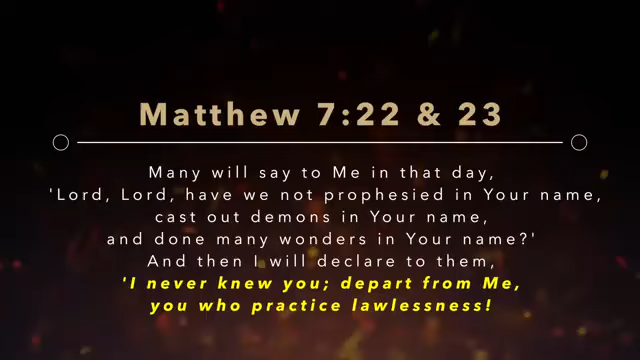 Matthew 7:22 & 23
Many will say to Me in that day,
'Lord, Lord, have we not prophesied in Your name,
cast out demons in Your name,
and done many wonders in Your name?'
And then I will declare to them,
'I never knew you; depart from Me,
you who practice lawlessness!